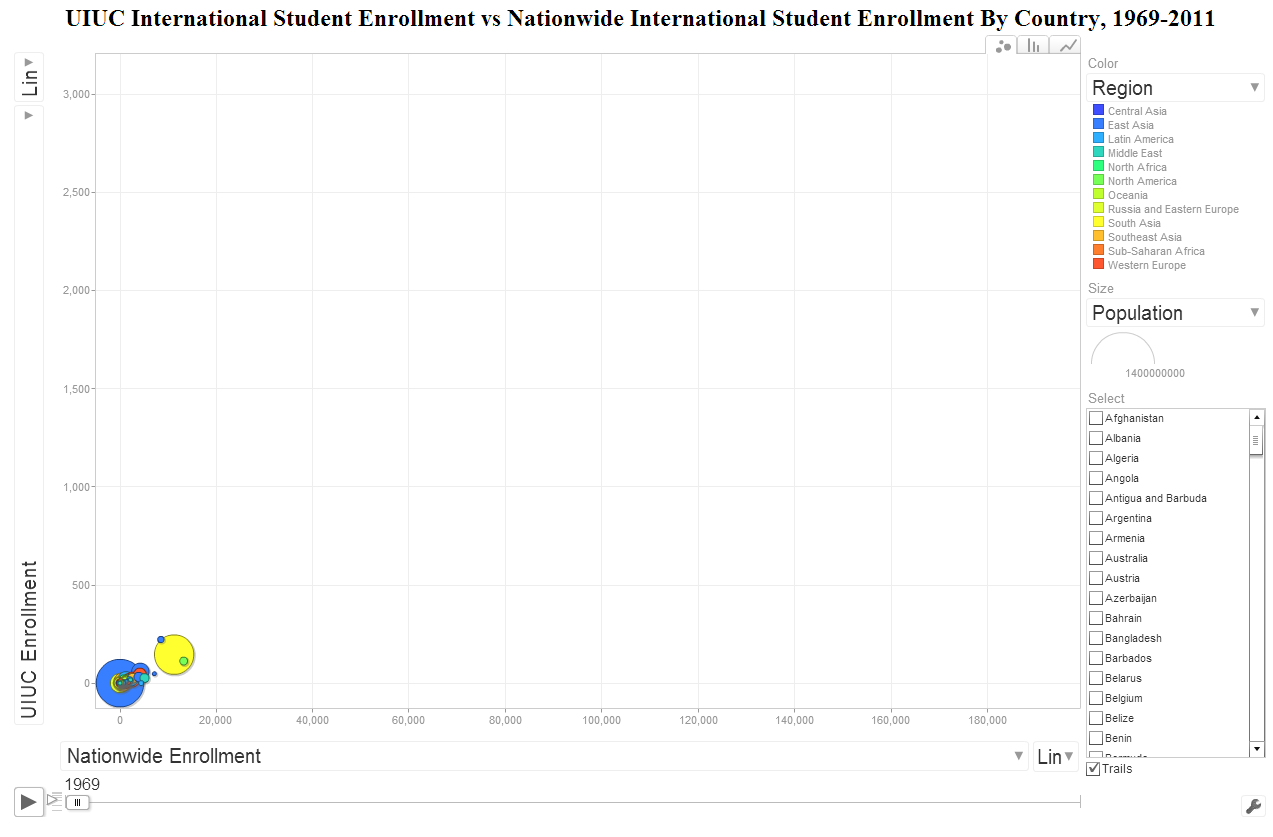 UIUC International Student Enrollment vs Nationwide International Student Enrollment By Country, 1969-2011
Lin
UIUC Enrollment
3,000
2,500
2,000
1,500
1,000
500
0
0
20,000
40,000
60,000
80,000
100,000
120,000
140,000
160,000
180,000
Nationwide Enrollment
Lin
1969
Color
Region
Central Asia
East Asia
Latin America
Middle East
North Africa
North America
Oceania
Russia and Eastern Europe
South Asia
Southeast Asia
Sub-Saharan Africa
Western Europe
Size
Population
1400000000
Select
Afghanistan
Albania
Algeria
Angola
Antigua and Barbuda
Argentina
Armenia
Australia
Austria
Azerbaijan
Bahrain
Bangladesh
Barbados
Belarus
Belgium
Belize
Benin
Trails